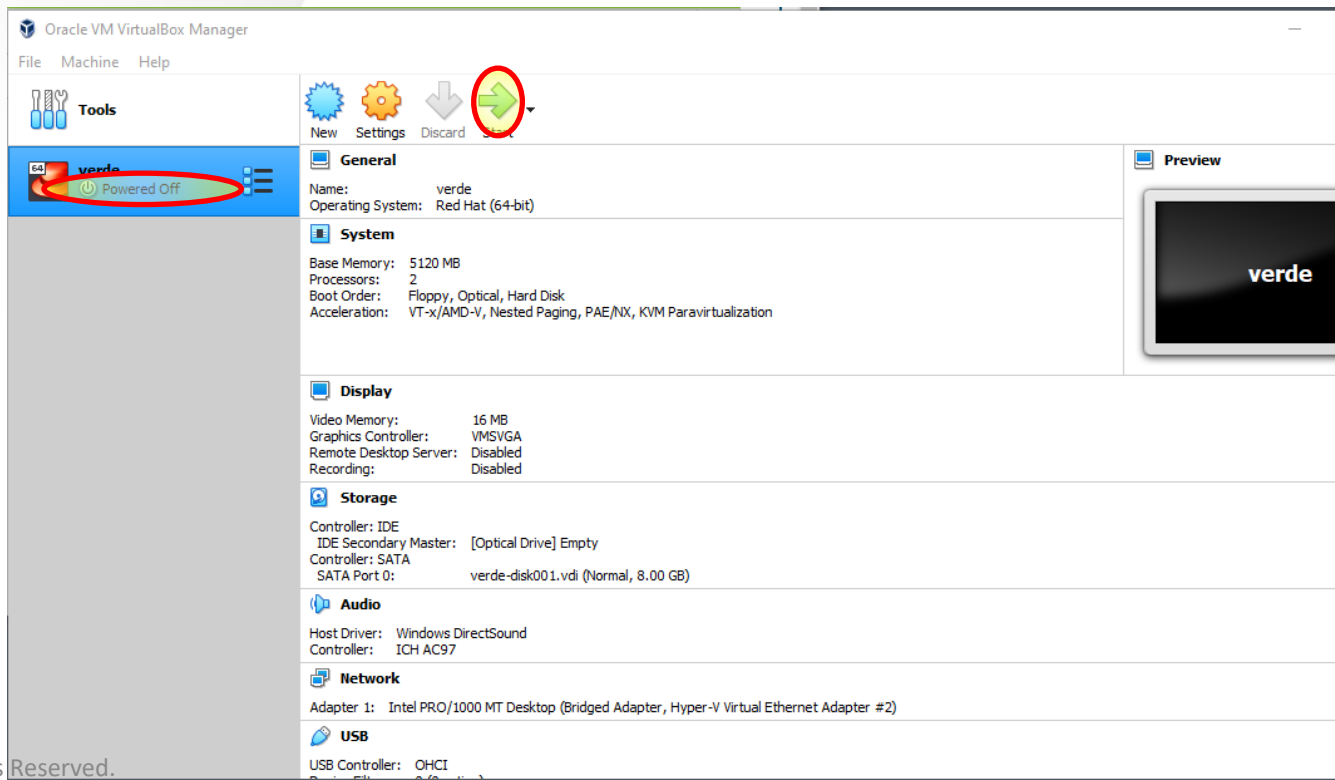 Oracle VM VirtualBox Manager
File Machine Help
Tools
New Settings Discard Start
64 verde
Powered Off
General
Name: verde
Operating System: Red Hat (64-bit)
System
Base Memory: 5120 MB
Processors: 2
Boot Order: Floppy, Optical, Hard Disk
Acceleration: VT-x/AMD-V, Nested Paging, PAE/NX, KVM Paravirtualization
Preview
verde
Display
Video Memory: 16 MB
Graphics Controller: VMSVGA
Remote Desktop Server: Disabled
Recording: Disabled
Storage
Controller: IDE
IDE Secondary Master: [Optical Drive] Empty
Controller: SATA
SATA Port 0: verde-disk001.vdi (Normal, 8.00 GB)
Audio
Host Driver: Windows DirectSound
Controller: ICH AC97
Network
Adapter 1: Intel PRO/1000 MT Desktop (Bridged Adapter, Hyper-V Virtual Ethernet Adapter #2)
USB
USB Controller: OHCI
s Reserved.